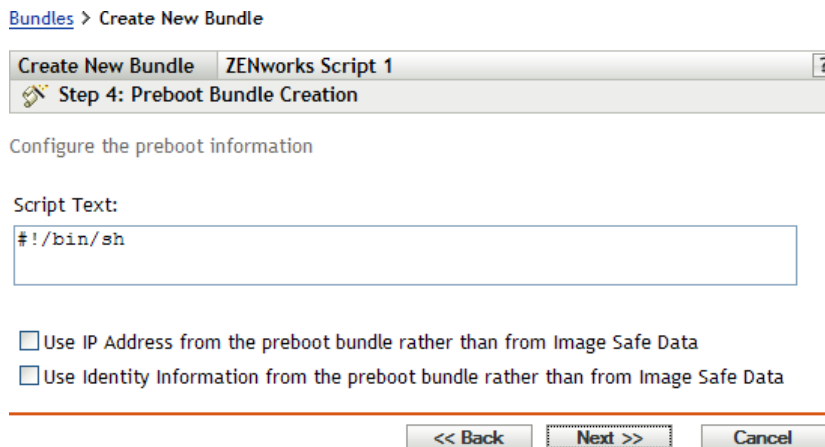 Bundles > Create New Bundle
Create New Bundle ZENworks Script 1 ?
Step 4: Preboot Bundle Creation
Configure the preboot information
Script Text:
#!/bin/sh
Use IP Address from the preboot bundle rather than from Image Safe Data
Use Identity Information from the preboot bundle rather than from Image Safe Data
<< Back Next >> Cancel